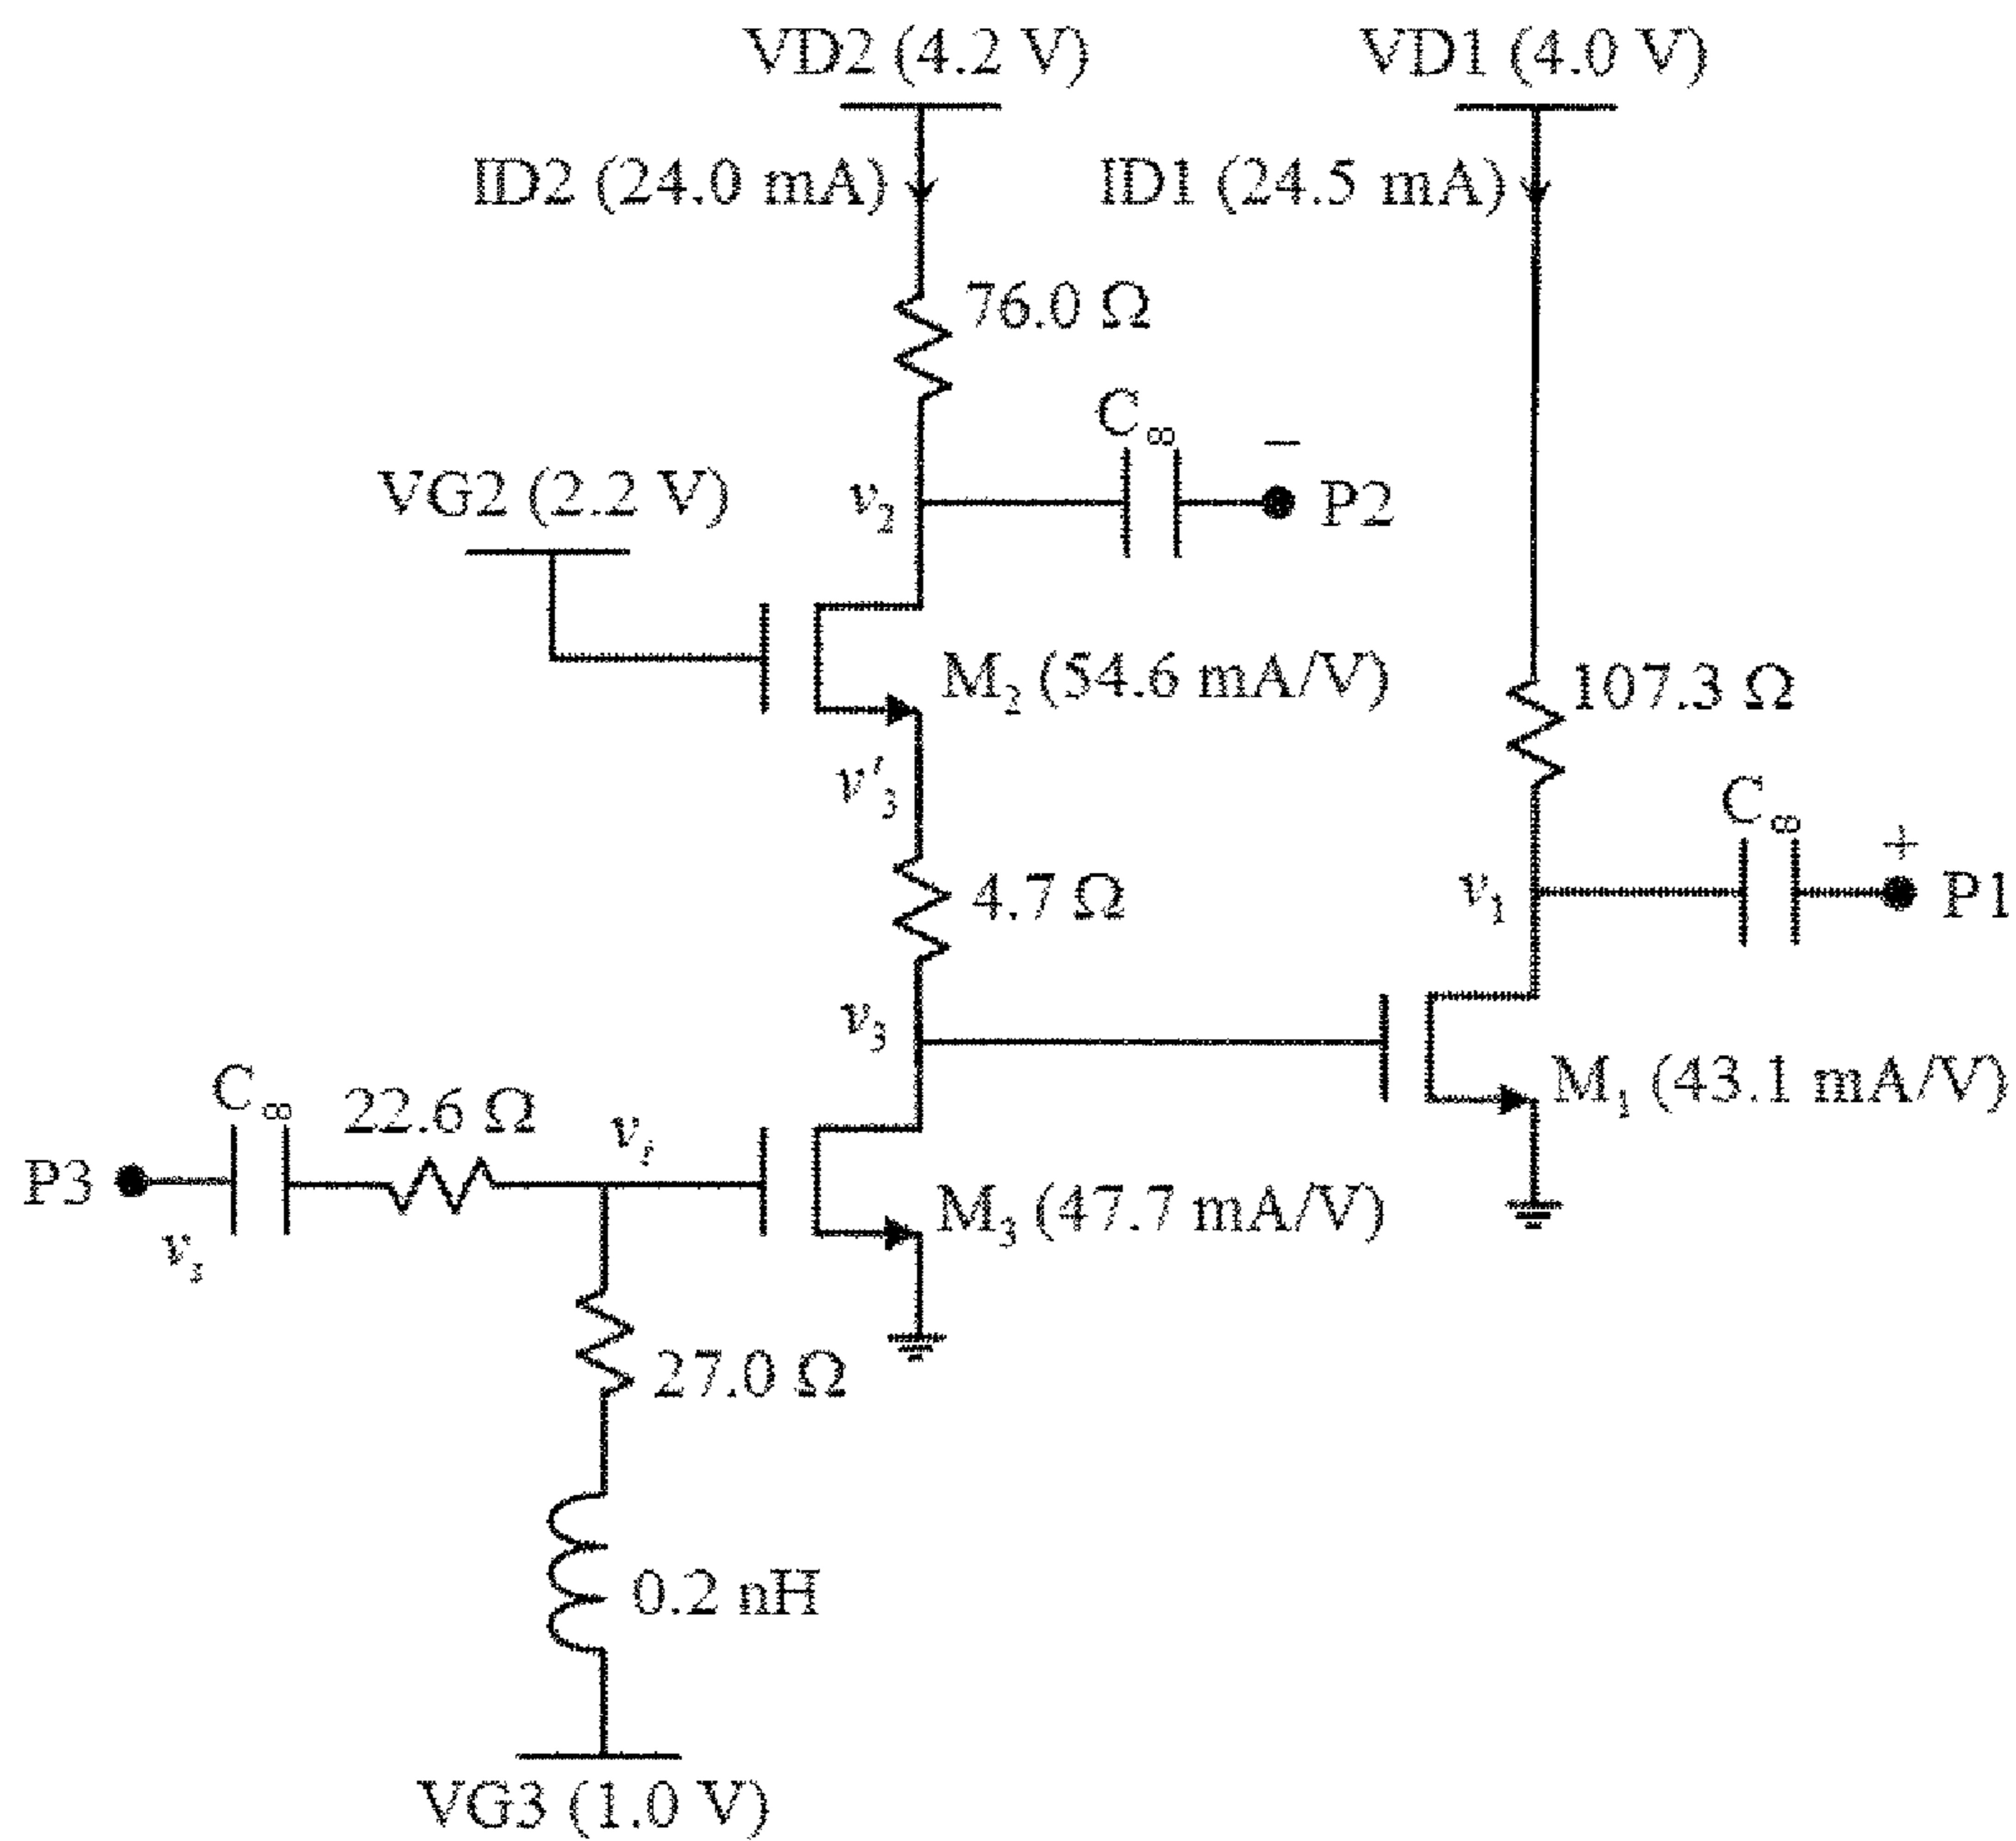 VD2 (4.2 V)
VD1 (4.0 V)
ID2 (24.0 mA)
ID1 (24.5 mA)
76.0 Ω
C∞
−
VG2 (2.2 V)
v₂
P2
M₂ (54.6 mA/V)
107.3 Ω
v'₃
C∞
+
4.7 Ω
v₁
P1
v₃
C∞
22.6 Ω
vᵢ
M₁ (43.1 mA/V)
P3
M₃ (47.7 mA/V)
vₛ
27.0 Ω
0.2 nH
VG3 (1.0 V)